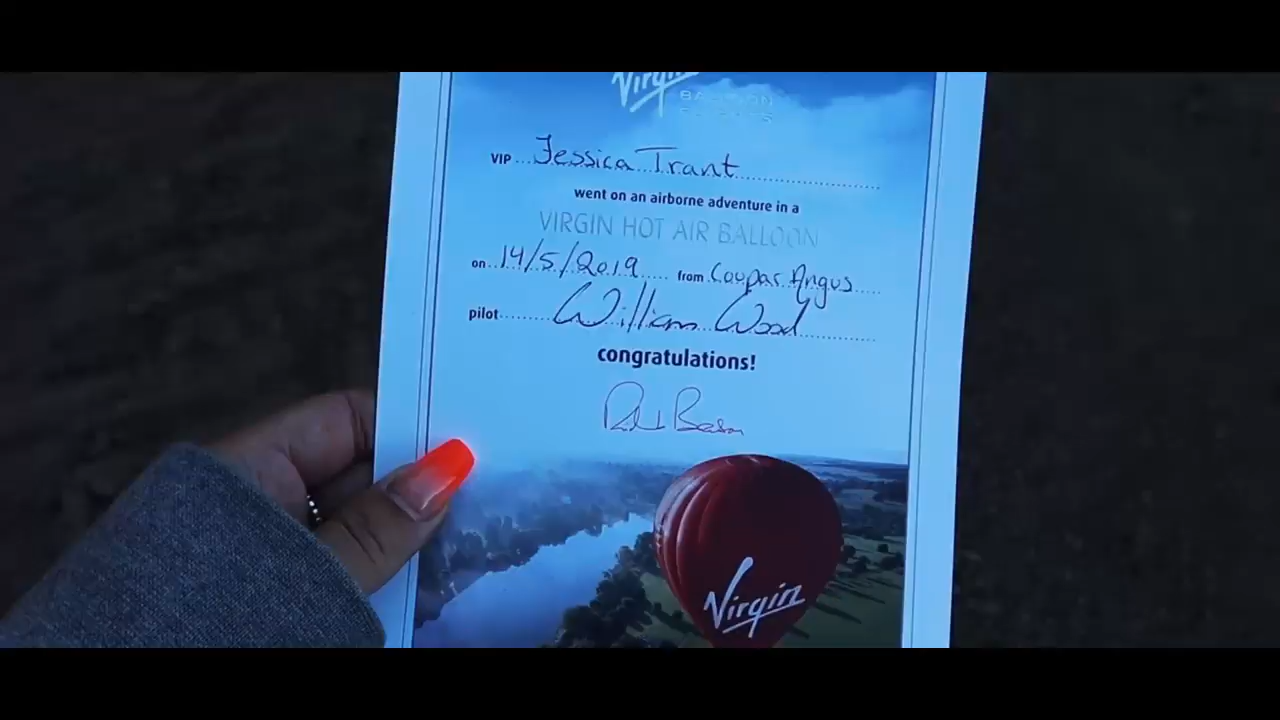 Virgin
BALLOON
FLIGHTS
VIP Jessica Trant
went on an airborne adventure in a
VIRGIN HOT AIR BALLOON
on 14/5/2019 from Coupar Angus
pilot William Wood
congratulations!
Virgin